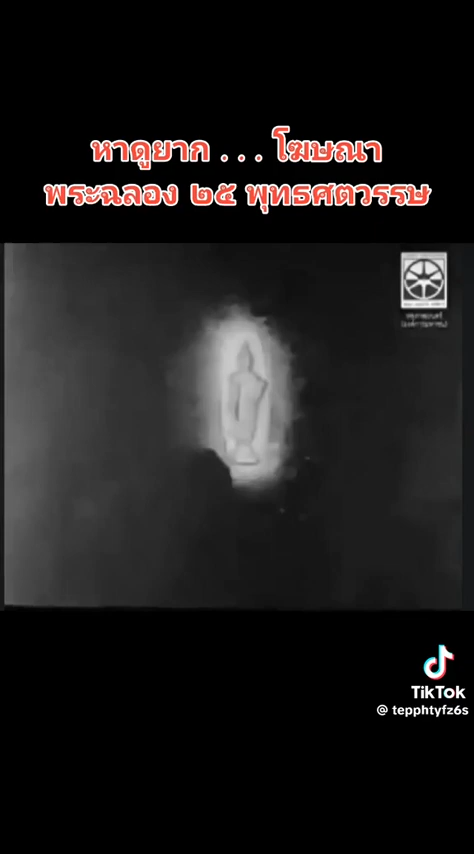 หาดูยาก . . . โฆษณา
พระฉลอง ๒๕ พุทธศตวรรษ
TikTok
@ tepphtyfz6s